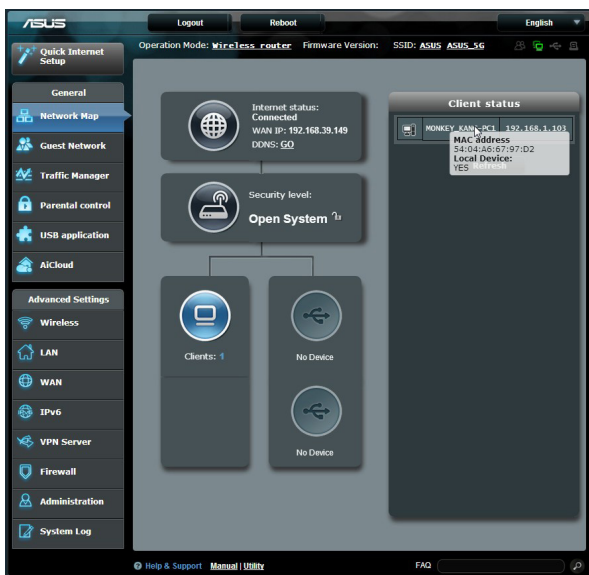 ASUS
Logout
Reboot
English
Quick Internet
Setup
Operation Mode: Wireless router Firmware Version: SSID: ASUS ASUS_5G
General
Network Map
Guest Network
Traffic Manager
Parental control
USB application
AiCloud
Advanced Settings
Wireless
LAN
WAN
IPv6
VPN Server
Firewall
Administration
System Log
Internet status:
Connected
WAN IP: 192.168.39.149
DDNS: GO
Security level:
Open System
Clients: 1
No Device
No Device
Client status
192.168.1.103
MAC address
54:04:A6:67:97:D2
Local Device:
YES
Help & Support Manual | Utility
FAQ